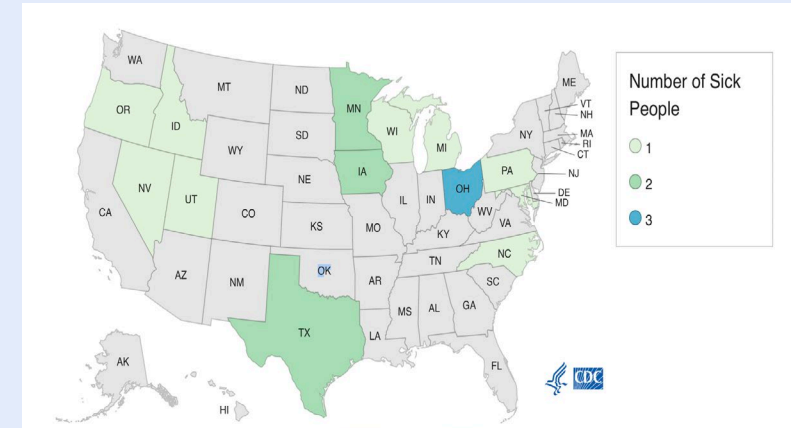 Number of Sick
People
1
2
3
WA
MT
ND
MN
ME
VT
NH
OR
ID
SD
WI
MI
NY
MA
RI
CT
WY
IA
PA
NJ
NE
NV
UT
CO
IL
IN
OH
WV
DE
MD
CA
KS
MO
KY
VA
AZ
NM
OK
AR
TN
NC
SC
TX
LA
MS
AL
GA
AK
HI
FL
CDC